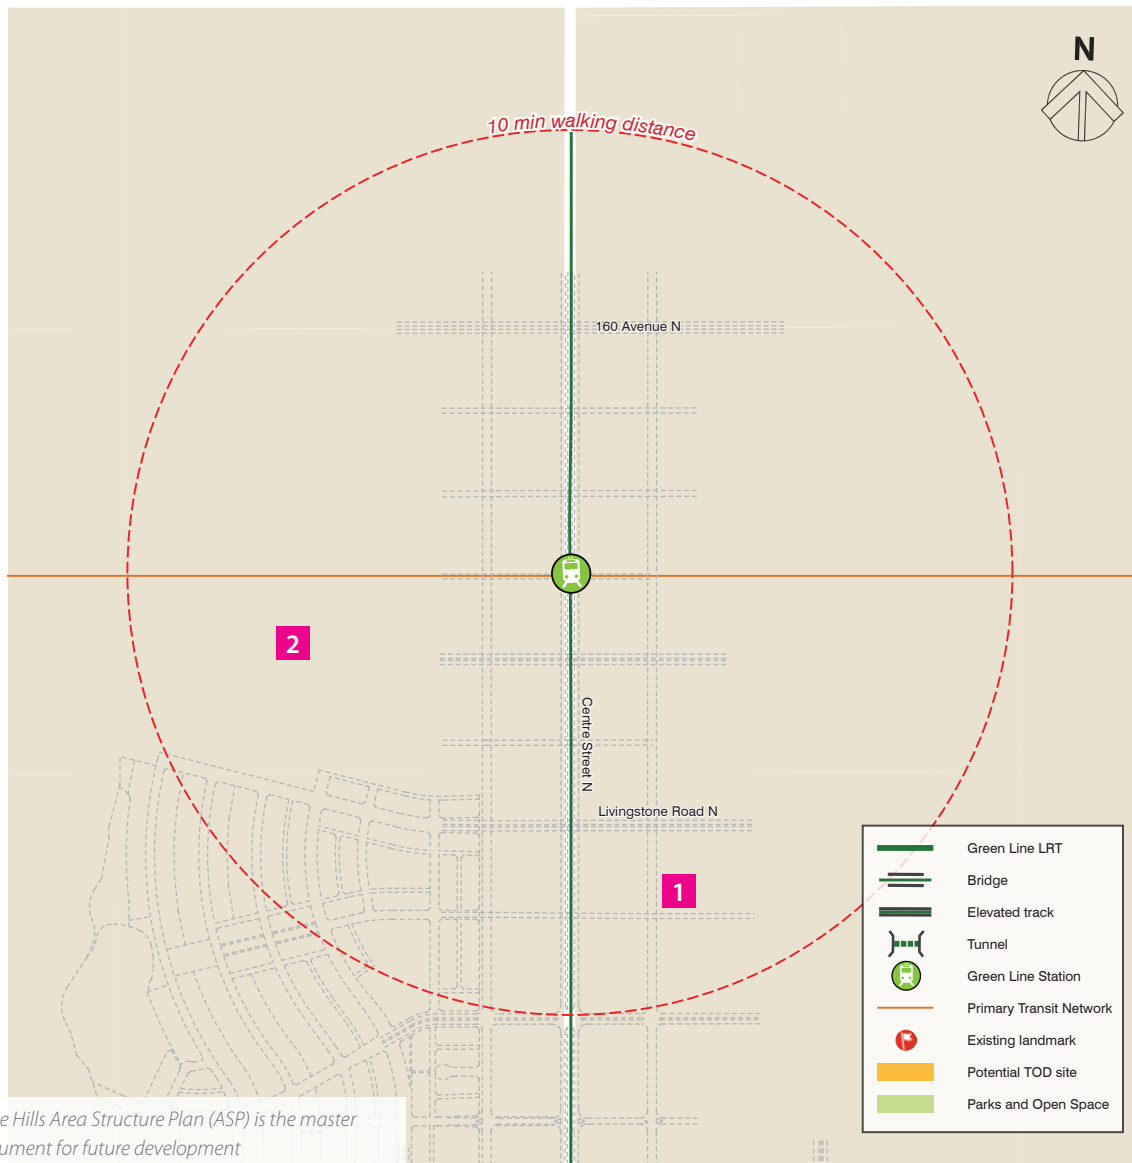 N
10 min walking distance
160 Avenue N
2
Centre Street N
Livingstone Road N
1
Green Line LRT
Bridge
Elevated track
Tunnel
Green Line Station
Primary Transit Network
Existing landmark
Potential TOD site
Parks and Open Space
e Hills Area Structure Plan (ASP) is the master
ument for future development